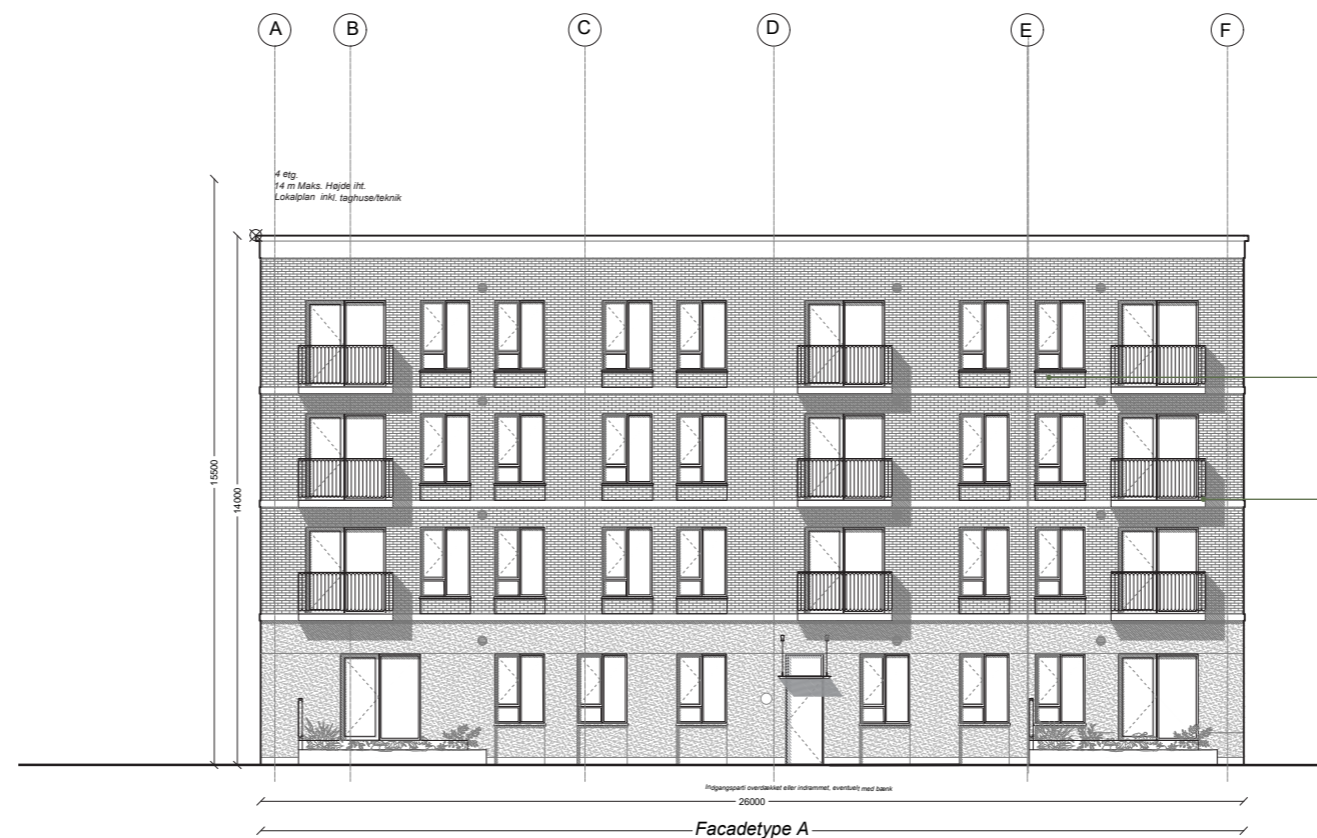 A B C D E F
4 etg.
14 m Maks. Højde iht.
Lokalplan inkl. taghuse/teknik
15500
14000
Indgangsparti overdækket eller indrammet, eventuelt med bænk
26000
Facadetype A